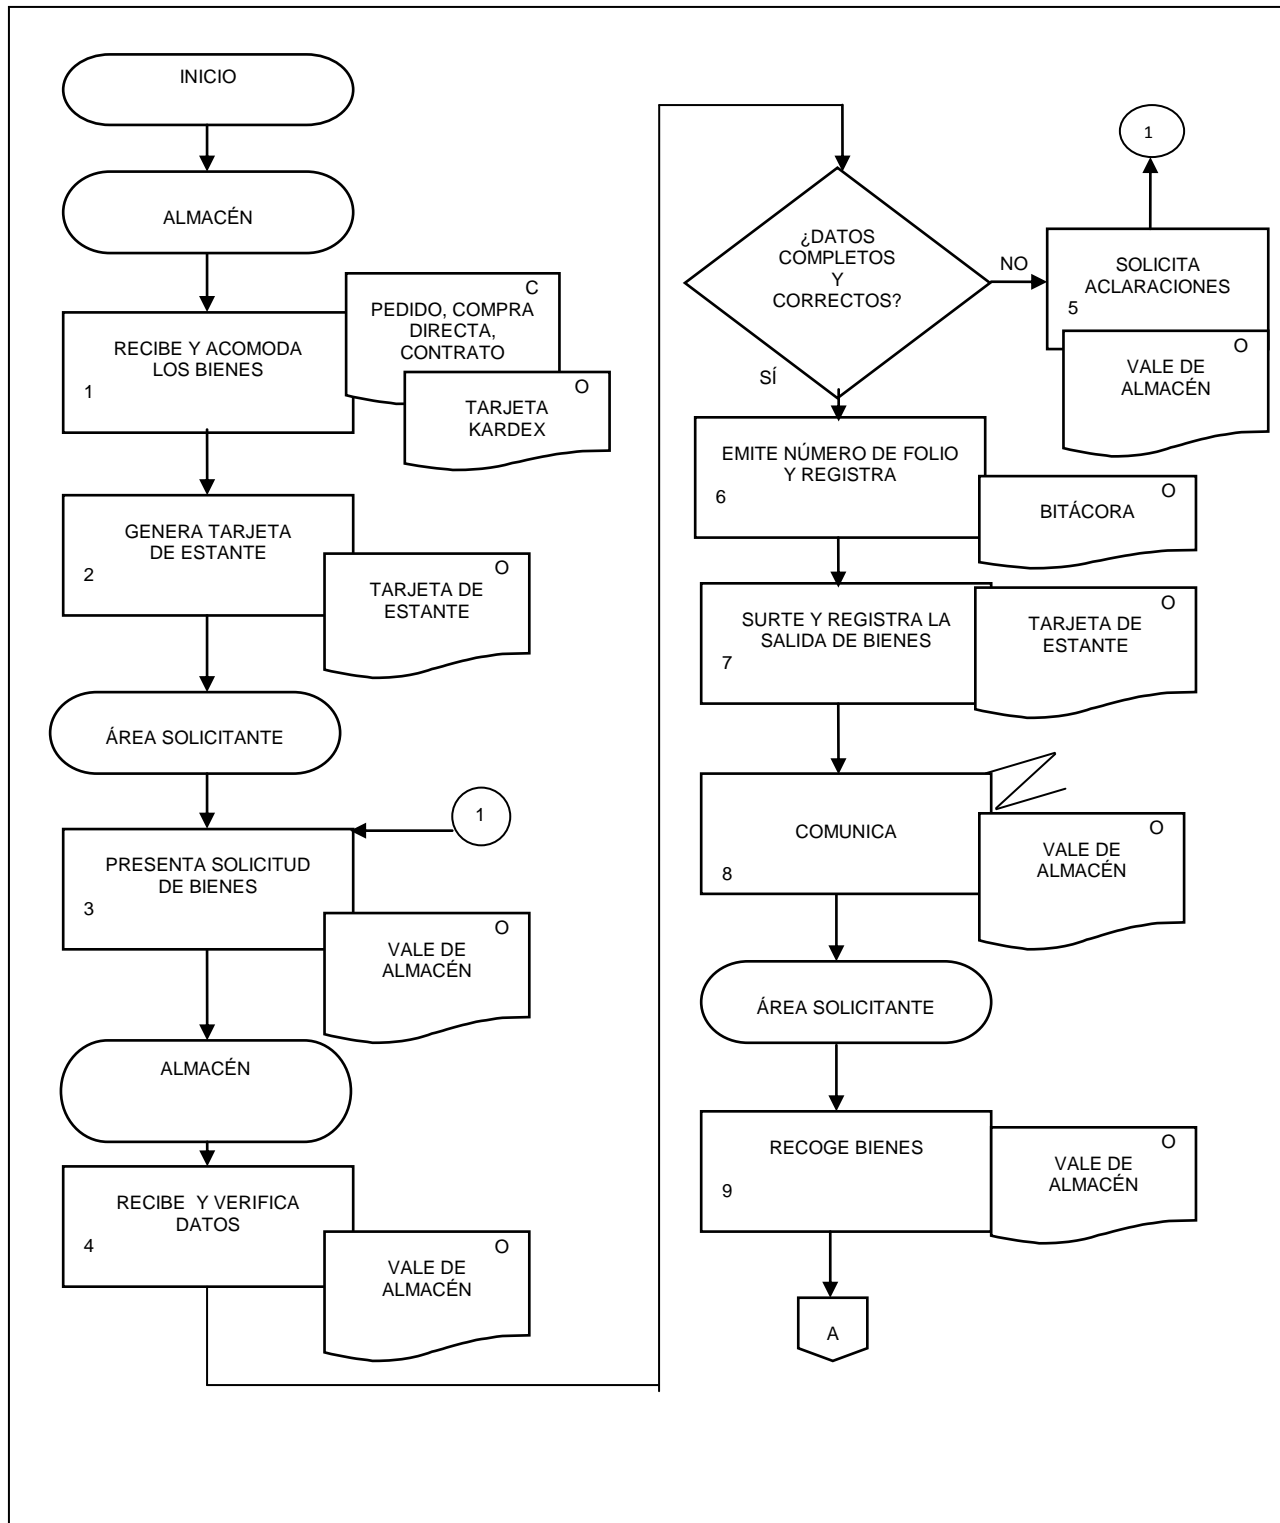 INICIO
ALMACÉN
RECIBE Y ACOMODA
LOS BIENES
1
C
PEDIDO, COMPRA
DIRECTA,
CONTRATO
O
TARJETA
KARDEX
GENERA TARJETA
DE ESTANTE
2
O
TARJETA DE
ESTANTE
ÁREA SOLICITANTE
1
PRESENTA SOLICITUD
DE BIENES
3
O
VALE DE
ALMACÉN
ALMACÉN
RECIBE Y VERIFICA
DATOS
4
O
VALE DE
ALMACÉN
¿DATOS
COMPLETOS
Y
CORRECTOS?
NO
SÍ
1
SOLICITA
ACLARACIONES
5
O
VALE DE
ALMACÉN
EMITE NÚMERO DE FOLIO
Y REGISTRA
6
O
BITÁCORA
SURTE Y REGISTRA LA
SALIDA DE BIENES
7
O
TARJETA DE
ESTANTE
COMUNICA
8
O
VALE DE
ALMACÉN
ÁREA SOLICITANTE
RECOGE BIENES
9
O
VALE DE
ALMACÉN
A